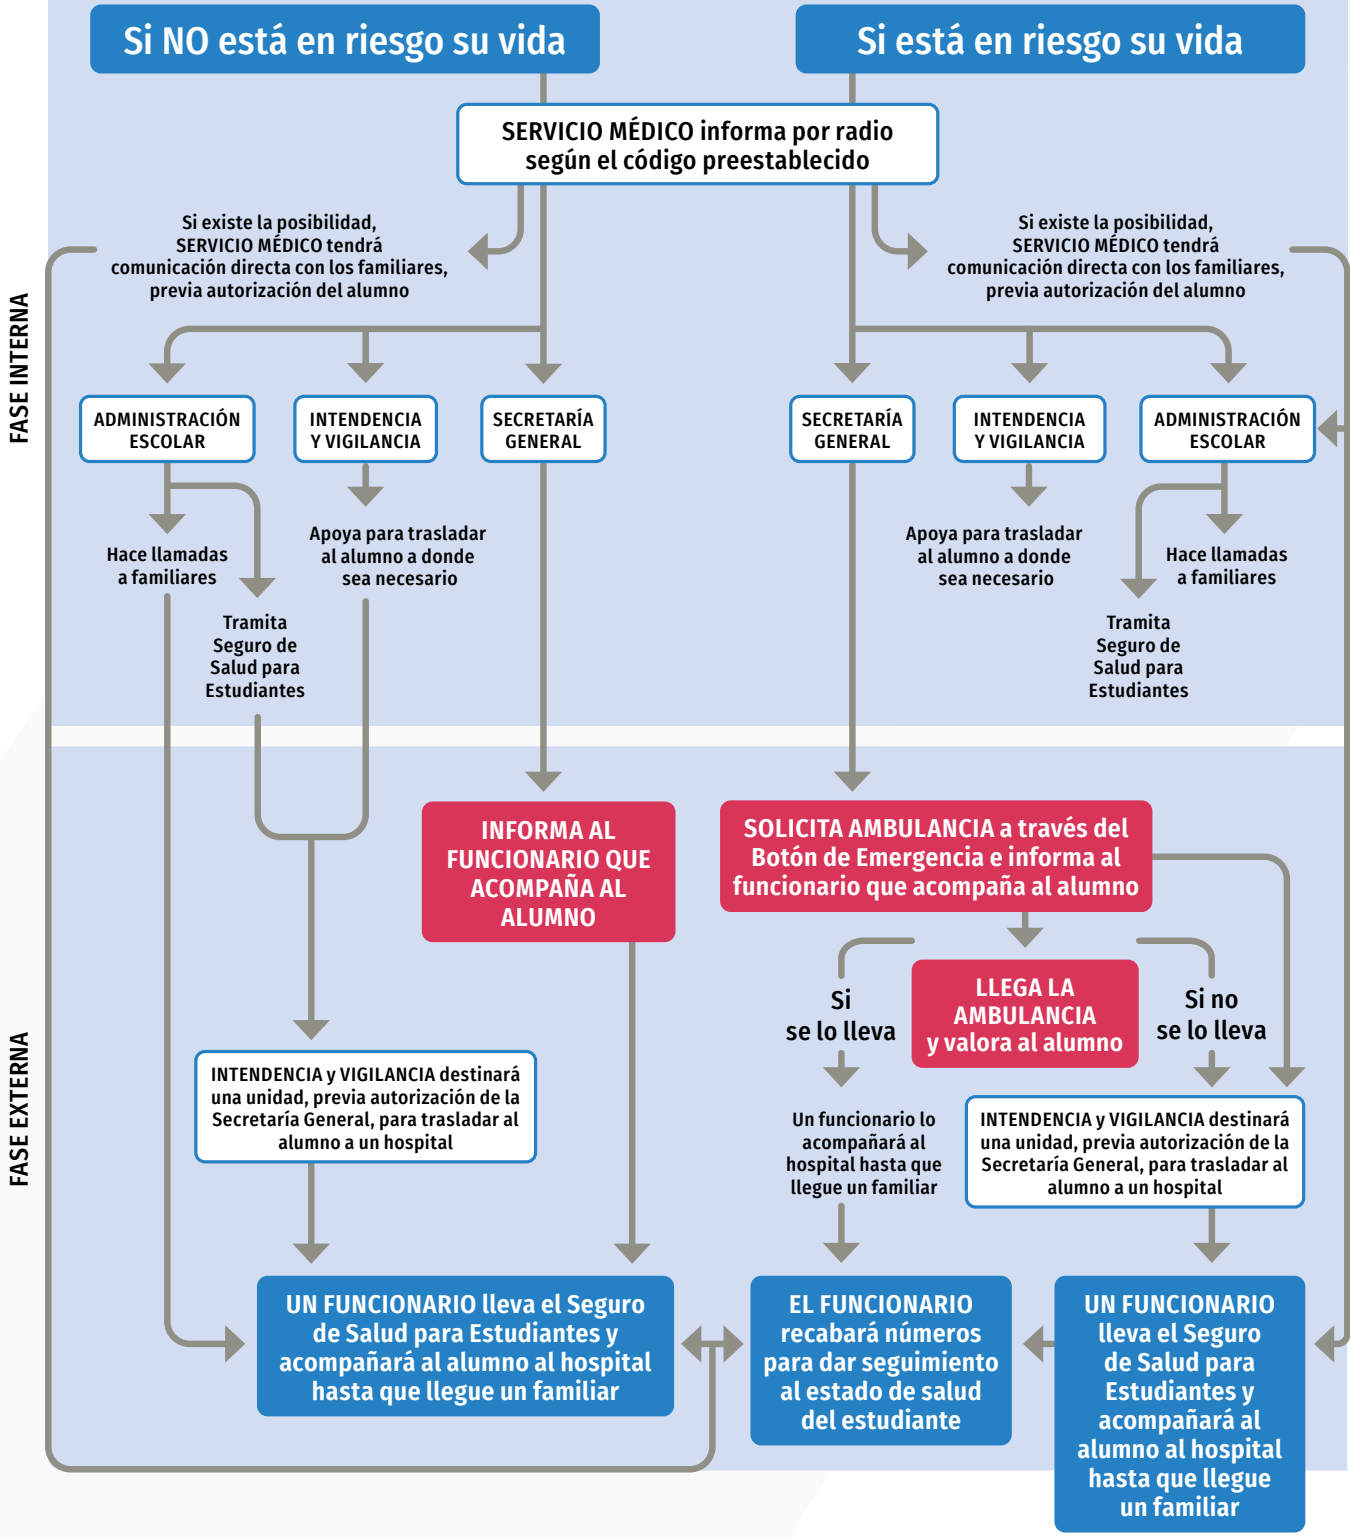 Si NO está en riesgo su vida
Si está en riesgo su vida
SERVICIO MÉDICO informa por radio
según el código preestablecido
Si existe la posibilidad,
SERVICIO MÉDICO tendrá
comunicación directa con los familiares,
previa autorización del alumno
Si existe la posibilidad,
SERVICIO MÉDICO tendrá
comunicación directa con los familiares,
previa autorización del alumno
FASE INTERNA
ADMINISTRACIÓN
ESCOLAR
INTENDENCIA
Y VIGILANCIA
SECRETARÍA
GENERAL
SECRETARÍA
GENERAL
INTENDENCIA
Y VIGILANCIA
ADMINISTRACIÓN
ESCOLAR
Hace llamadas
a familiares
Apoya para trasladar
al alumno a donde
sea necesario
Tramita
Seguro de
Salud para
Estudiantes
Apoya para trasladar
al alumno a donde
sea necesario
Hace llamadas
a familiares
Tramita
Seguro de
Salud para
Estudiantes
FASE EXTERNA
INFORMA AL
FUNCIONARIO QUE
ACOMPAÑA AL
ALUMNO
SOLICITA AMBULANCIA a través del
Botón de Emergencia e informa al
funcionario que acompaña al alumno
Si
se lo lleva
LLEGA LA
AMBULANCIA
y valora al alumno
Si no
se lo lleva
INTENDENCIA y VIGILANCIA destinará
una unidad, previa autorización de la
Secretaría General, para trasladar al
alumno a un hospital
Un funcionario lo
acompañará al
hospital hasta que
llegue un familiar
INTENDENCIA y VIGILANCIA destinará
una unidad, previa autorización de la
Secretaría General, para trasladar al
alumno a un hospital
UN FUNCIONARIO lleva el Seguro
de Salud para Estudiantes y
acompañará al alumno al hospital
hasta que llegue un familiar
EL FUNCIONARIO
recabará números
para dar seguimiento
al estado de salud
del estudiante
UN FUNCIONARIO
lleva el Seguro
de Salud para
Estudiantes y
acompañará al
alumno al hospital
hasta que llegue
un familiar